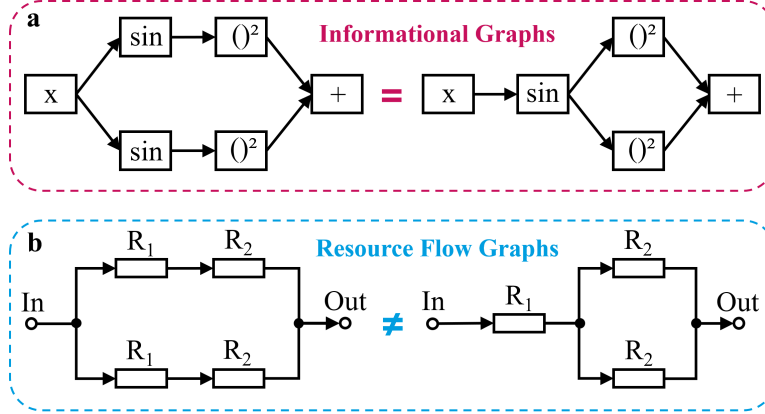 a
Informational Graphs
sin ()² ()²
x + = x sin +
sin ()² ()²
b
Resource Flow Graphs
R₁ R₂ R₂
In Out ≠ In R₁ Out
R₁ R₂ R₂